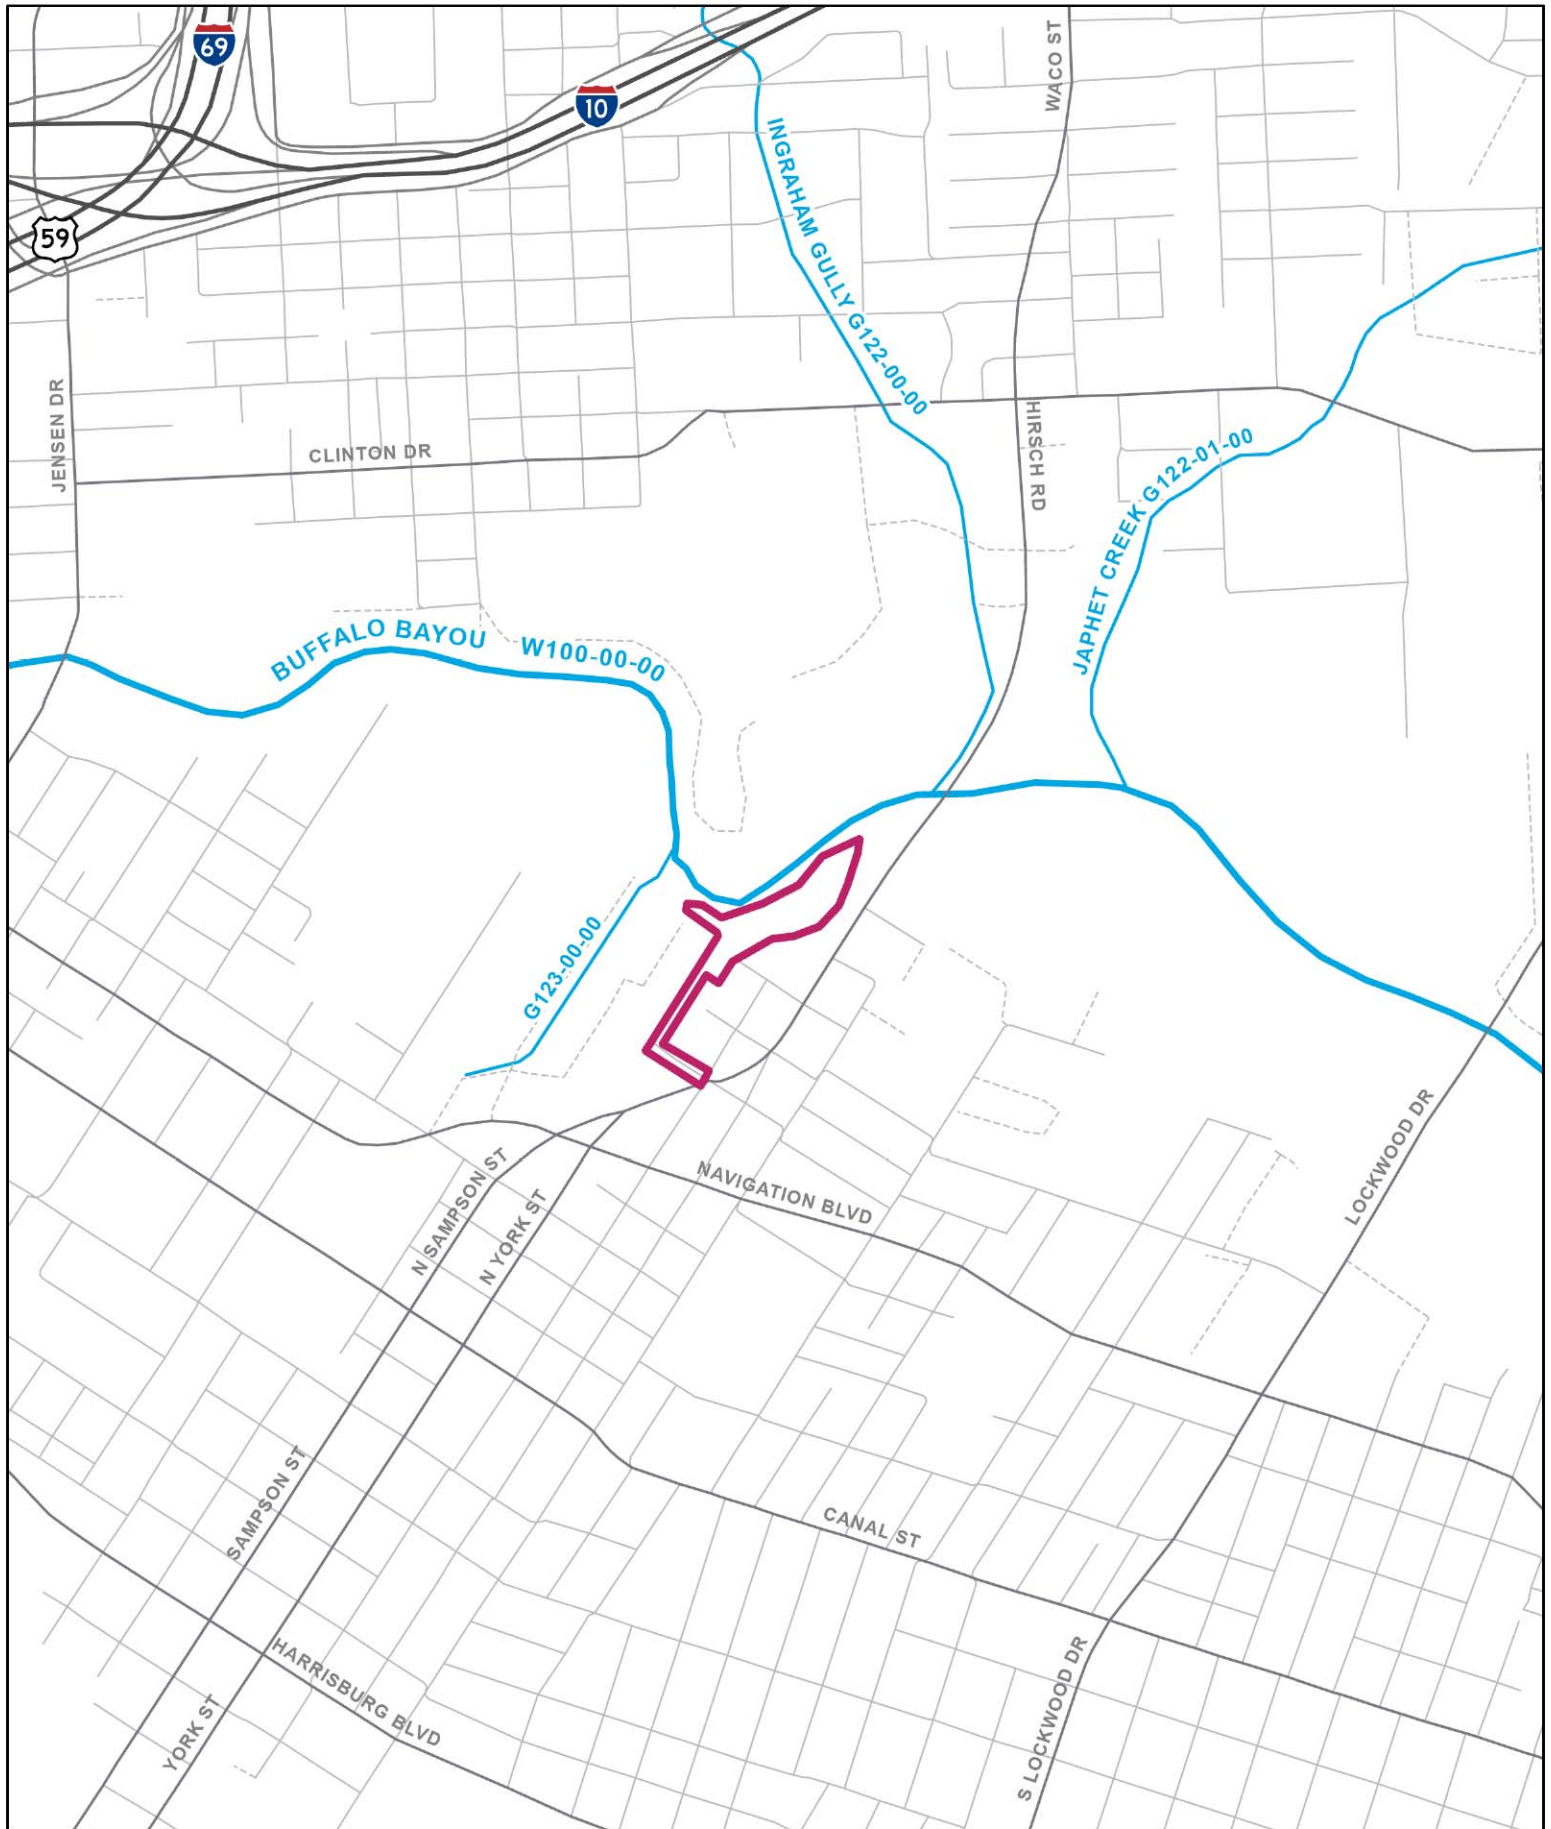 69
WACO ST
10
INGRAHAM GULLY G122-00-00
59
JENSEN DR
CLINTON DR
HIRSCH RD
JAPHET CREEK G122-01-00
BUFFALO BAYOU W100-00-00
G123-00-00
LOCKWOOD DR
N SAMPSON ST
N YORK ST
NAVIGATION BLVD
SAMPSON ST
CANAL ST
HARRISBURG BLVD
YORK ST
S LOCKWOOD DR